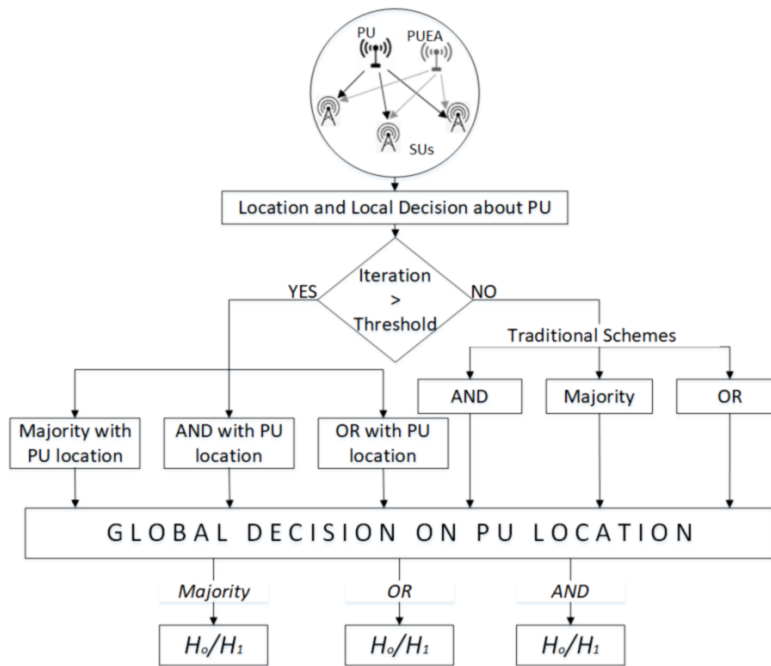 PU
PUEA
SUs
Location and Local Decision about PU
Iteration
>
Threshold
YES
NO
Traditional Schemes
AND
Majority
OR
Majority with
PU location
AND with PU
location
OR with PU
location
GLOBAL DECISION ON PU LOCATION
Majority
OR
AND
Hₒ/H₁
Hₒ/H₁
Hₒ/H₁